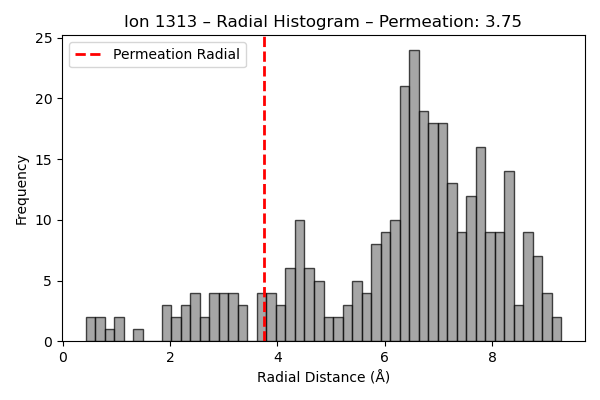 Ion 1313 – Radial Histogram – Permeation: 3.75
Permeation Radial
Frequency
25
20
15
10
5
0
0 2 4 6 8
Radial Distance (Å)